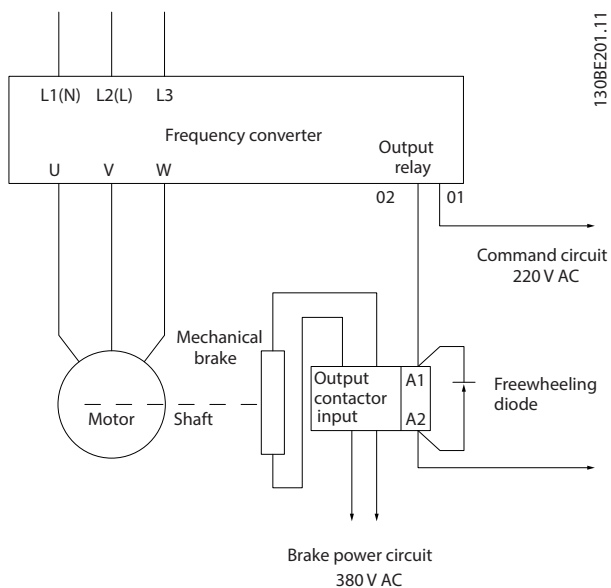 130BE201.11
L1(N) L2(L) L3
Frequency converter
Output
relay
U V W
02 01
Command circuit
220 V AC
Mechanical
brake
Output
contactor
input
A1
A2
Freewheeling
diode
Motor Shaft
Brake power circuit
380 V AC